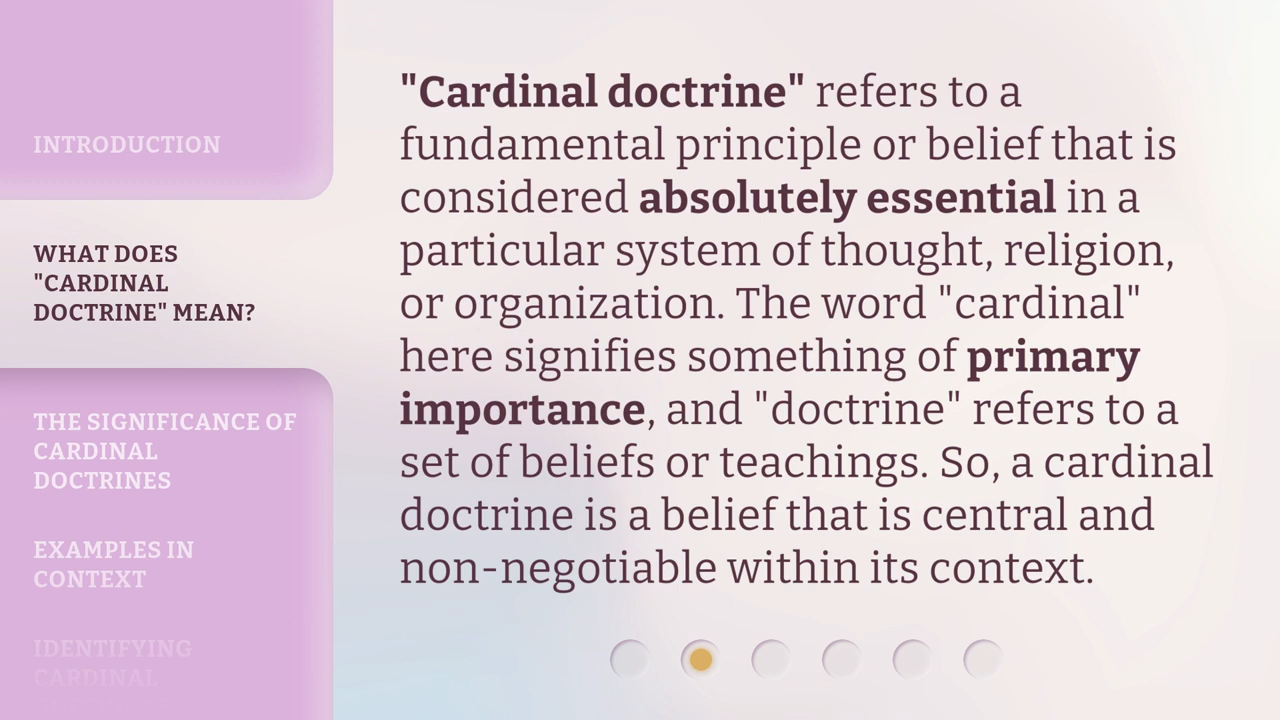 INTRODUCTION
WHAT DOES
"CARDINAL
DOCTRINE" MEAN?
THE SIGNIFICANCE OF
CARDINAL
DOCTRINES
EXAMPLES IN
CONTEXT
IDENTIFYING
CARDINAL
"Cardinal doctrine" refers to a
fundamental principle or belief that is
considered absolutely essential in a
particular system of thought, religion,
or organization. The word "cardinal"
here signifies something of primary
importance, and "doctrine" refers to a
set of beliefs or teachings. So, a cardinal
doctrine is a belief that is central and
non-negotiable within its context.